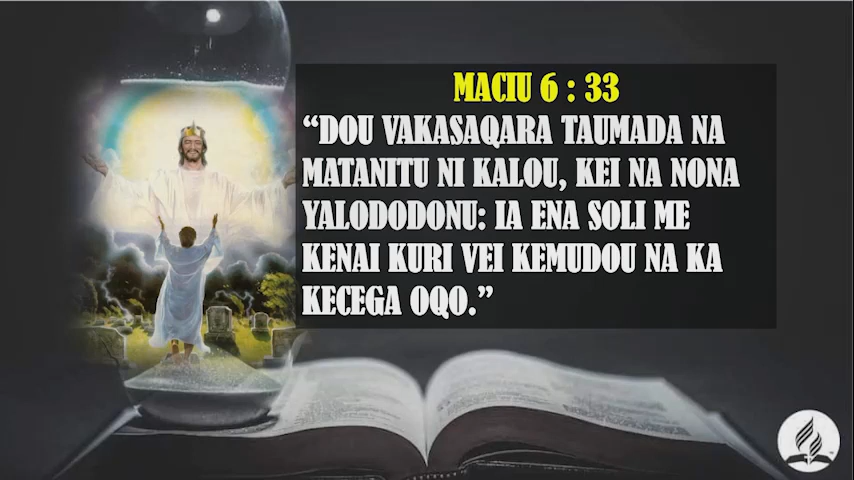 MACIU 6 : 33
“DOU VAKASAQARA TAUMADA NA
MATANITU NI KALOU, KEI NA NONA
YALODODONU: IA ENA SOLI ME
KENAI KURI VEI KEMUDOU NA KA
KECEGA OQO.”